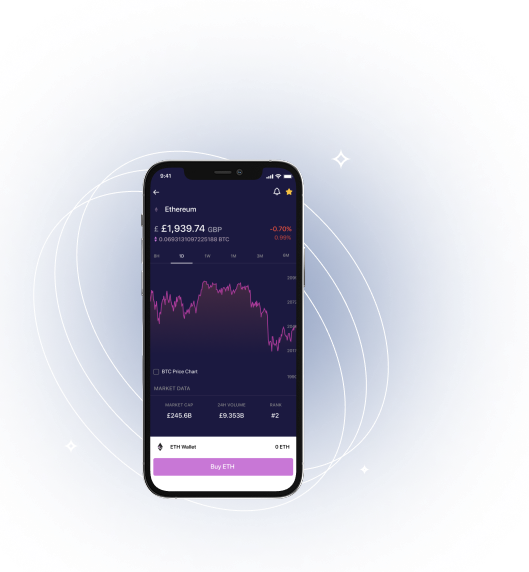 9:41
Ethereum
£ £1,939.74 GBP -0.70%
0.0693131097225188 BTC 9.89%
8H 1D 1W 1M 3M 6M
BTC Price Chart
MARKET DATA
MARKET CAP 24H VOLUME RANK
£245.6B £9.353B #2
ETH Wallet 0 ETH
Buy ETH